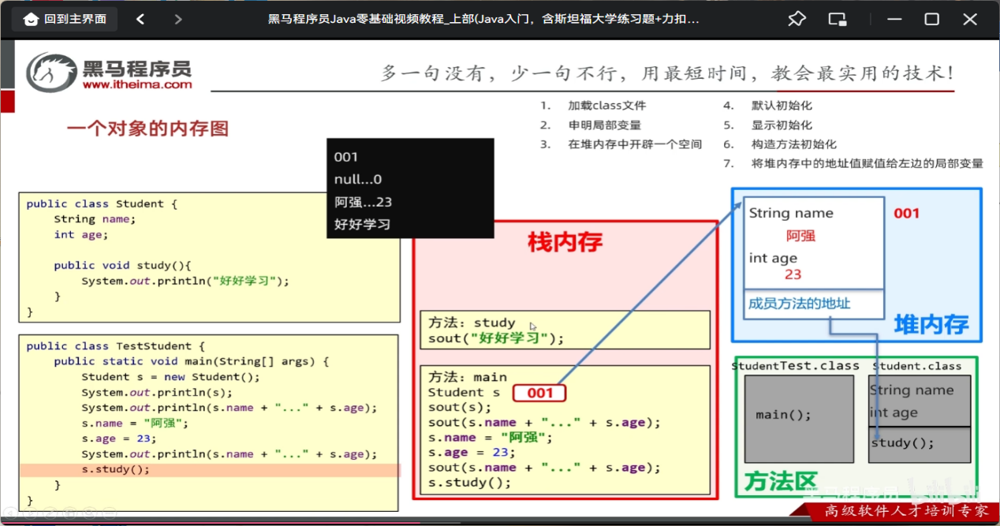 回到主界面
黑马程序员Java零基础视频教程_上部(Java入门，含斯坦福大学练习题+力扣...
黑马程序员
www.itheima.com
多一句没有，少一句不行，用最短时间，教会最实用的技术！
一个对象的内存图
1. 加载class文件
2. 申明局部变量
3. 在堆内存中开辟一个空间
4. 默认初始化
5. 显示初始化
6. 构造方法初始化
7. 将堆内存中的地址值赋值给左边的局部变量
001
null...0
阿强...23
好好学习
public class Student {
String name;
int age;
public void study(){
System.out.println("好好学习");
}
}
public class TestStudent {
public static void main(String[] args) {
Student s = new Student();
System.out.println(s);
System.out.println(s.name + "..." + s.age);
s.name = "阿强";
s.age = 23;
System.out.println(s.name + "..." + s.age);
s.study();
}
}
栈内存
方法：study
sout("好好学习");
方法：main
Student s 001
sout(s);
sout(s.name + "..." + s.age);
s.name = "阿强";
s.age = 23;
sout(s.name + "..." + s.age);
s.study();
String name
阿强
int age
23
成员方法的地址
001
堆内存
StudentTest.class
main();
Student.class
String name
int age
study();
方法区
黑马程序员
bilibili
高级软件人才培训专家